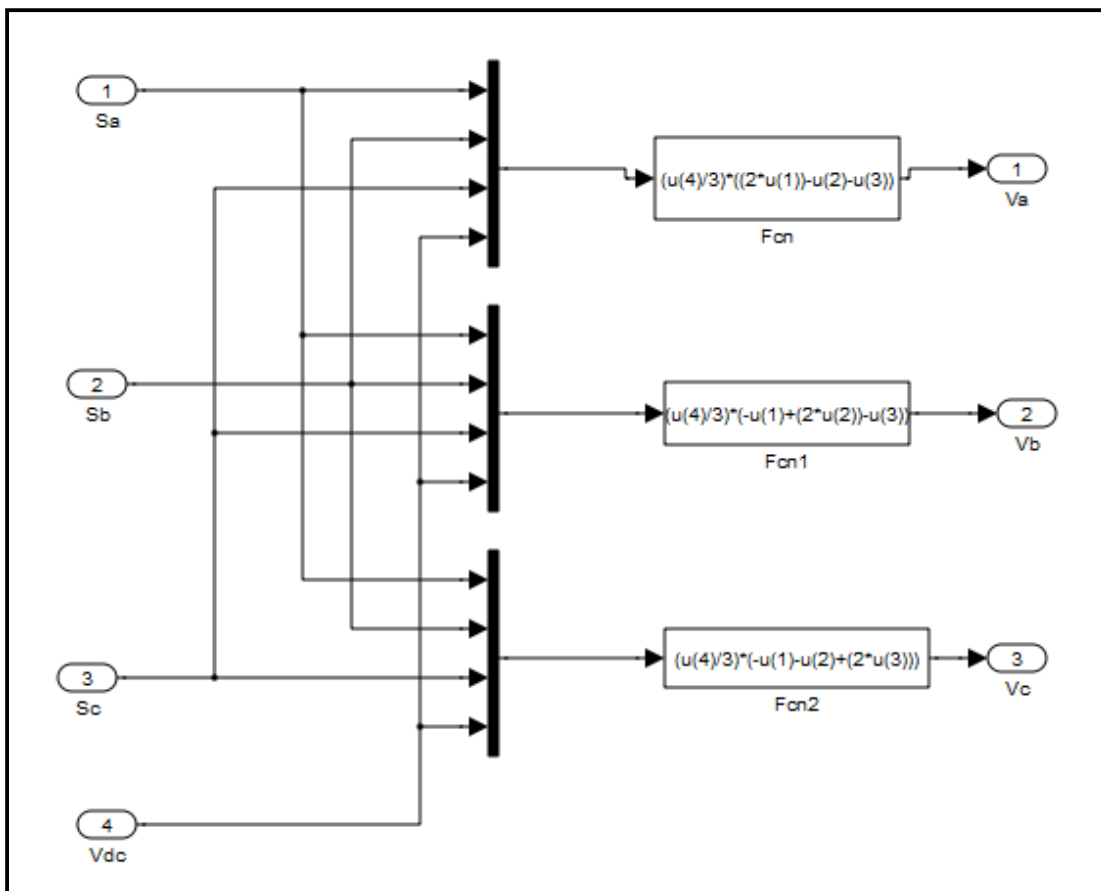 1
Sa
(u(4)/3)*((2*u(1))-u(2)-u(3))
Fcn
1
Va
2
Sb
(u(4)/3)*(-u(1)+(2*u(2))-u(3))
Fcn1
2
Vb
3
Sc
(u(4)/3)*(-u(1)-u(2)+(2*u(3)))
Fcn2
3
Vc
4
Vdc